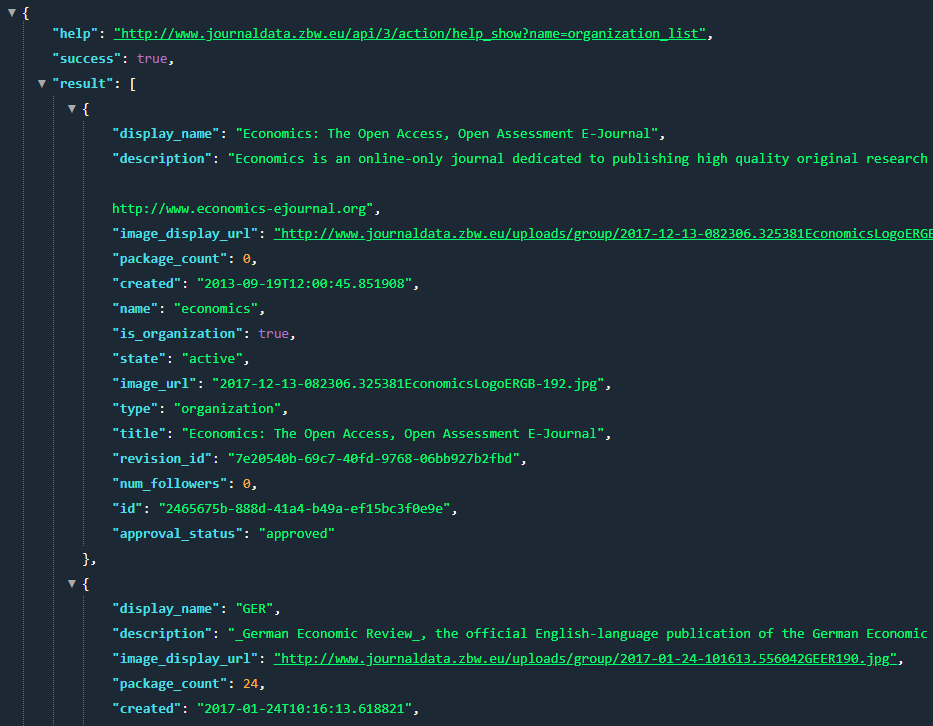 {
"help": "http://www.journaldata.zbw.eu/api/3/action/help_show?name=organization_list",
"success": true,
"result": [
{
"display_name": "Economics: The Open Access, Open Assessment E-Journal",
"description": "Economics is an online-only journal dedicated to publishing high quality original research
http://www.economics-ejournal.org",
"image_display_url": "http://www.journaldata.zbw.eu/uploads/group/2017-12-13-082306.325381EconomicsLogoERGB
"package_count": 0,
"created": "2013-09-19T12:00:45.851908",
"name": "economics",
"is_organization": true,
"state": "active",
"image_url": "2017-12-13-082306.325381EconomicsLogoERGB-192.jpg",
"type": "organization",
"title": "Economics: The Open Access, Open Assessment E-Journal",
"revision_id": "7e20540b-69c7-40fd-9768-06bb927b2fbd",
"num_followers": 0,
"id": "2465675b-888d-41a4-b49a-ef15bc3f0e9e",
"approval_status": "approved"
},
{
"display_name": "GER",
"description": "_German Economic Review_, the official English-language publication of the German Economic
"image_display_url": "http://www.journaldata.zbw.eu/uploads/group/2017-01-24-101613.556042GEER190.jpg",
"package_count": 24,
"created": "2017-01-24T10:16:13.618821",